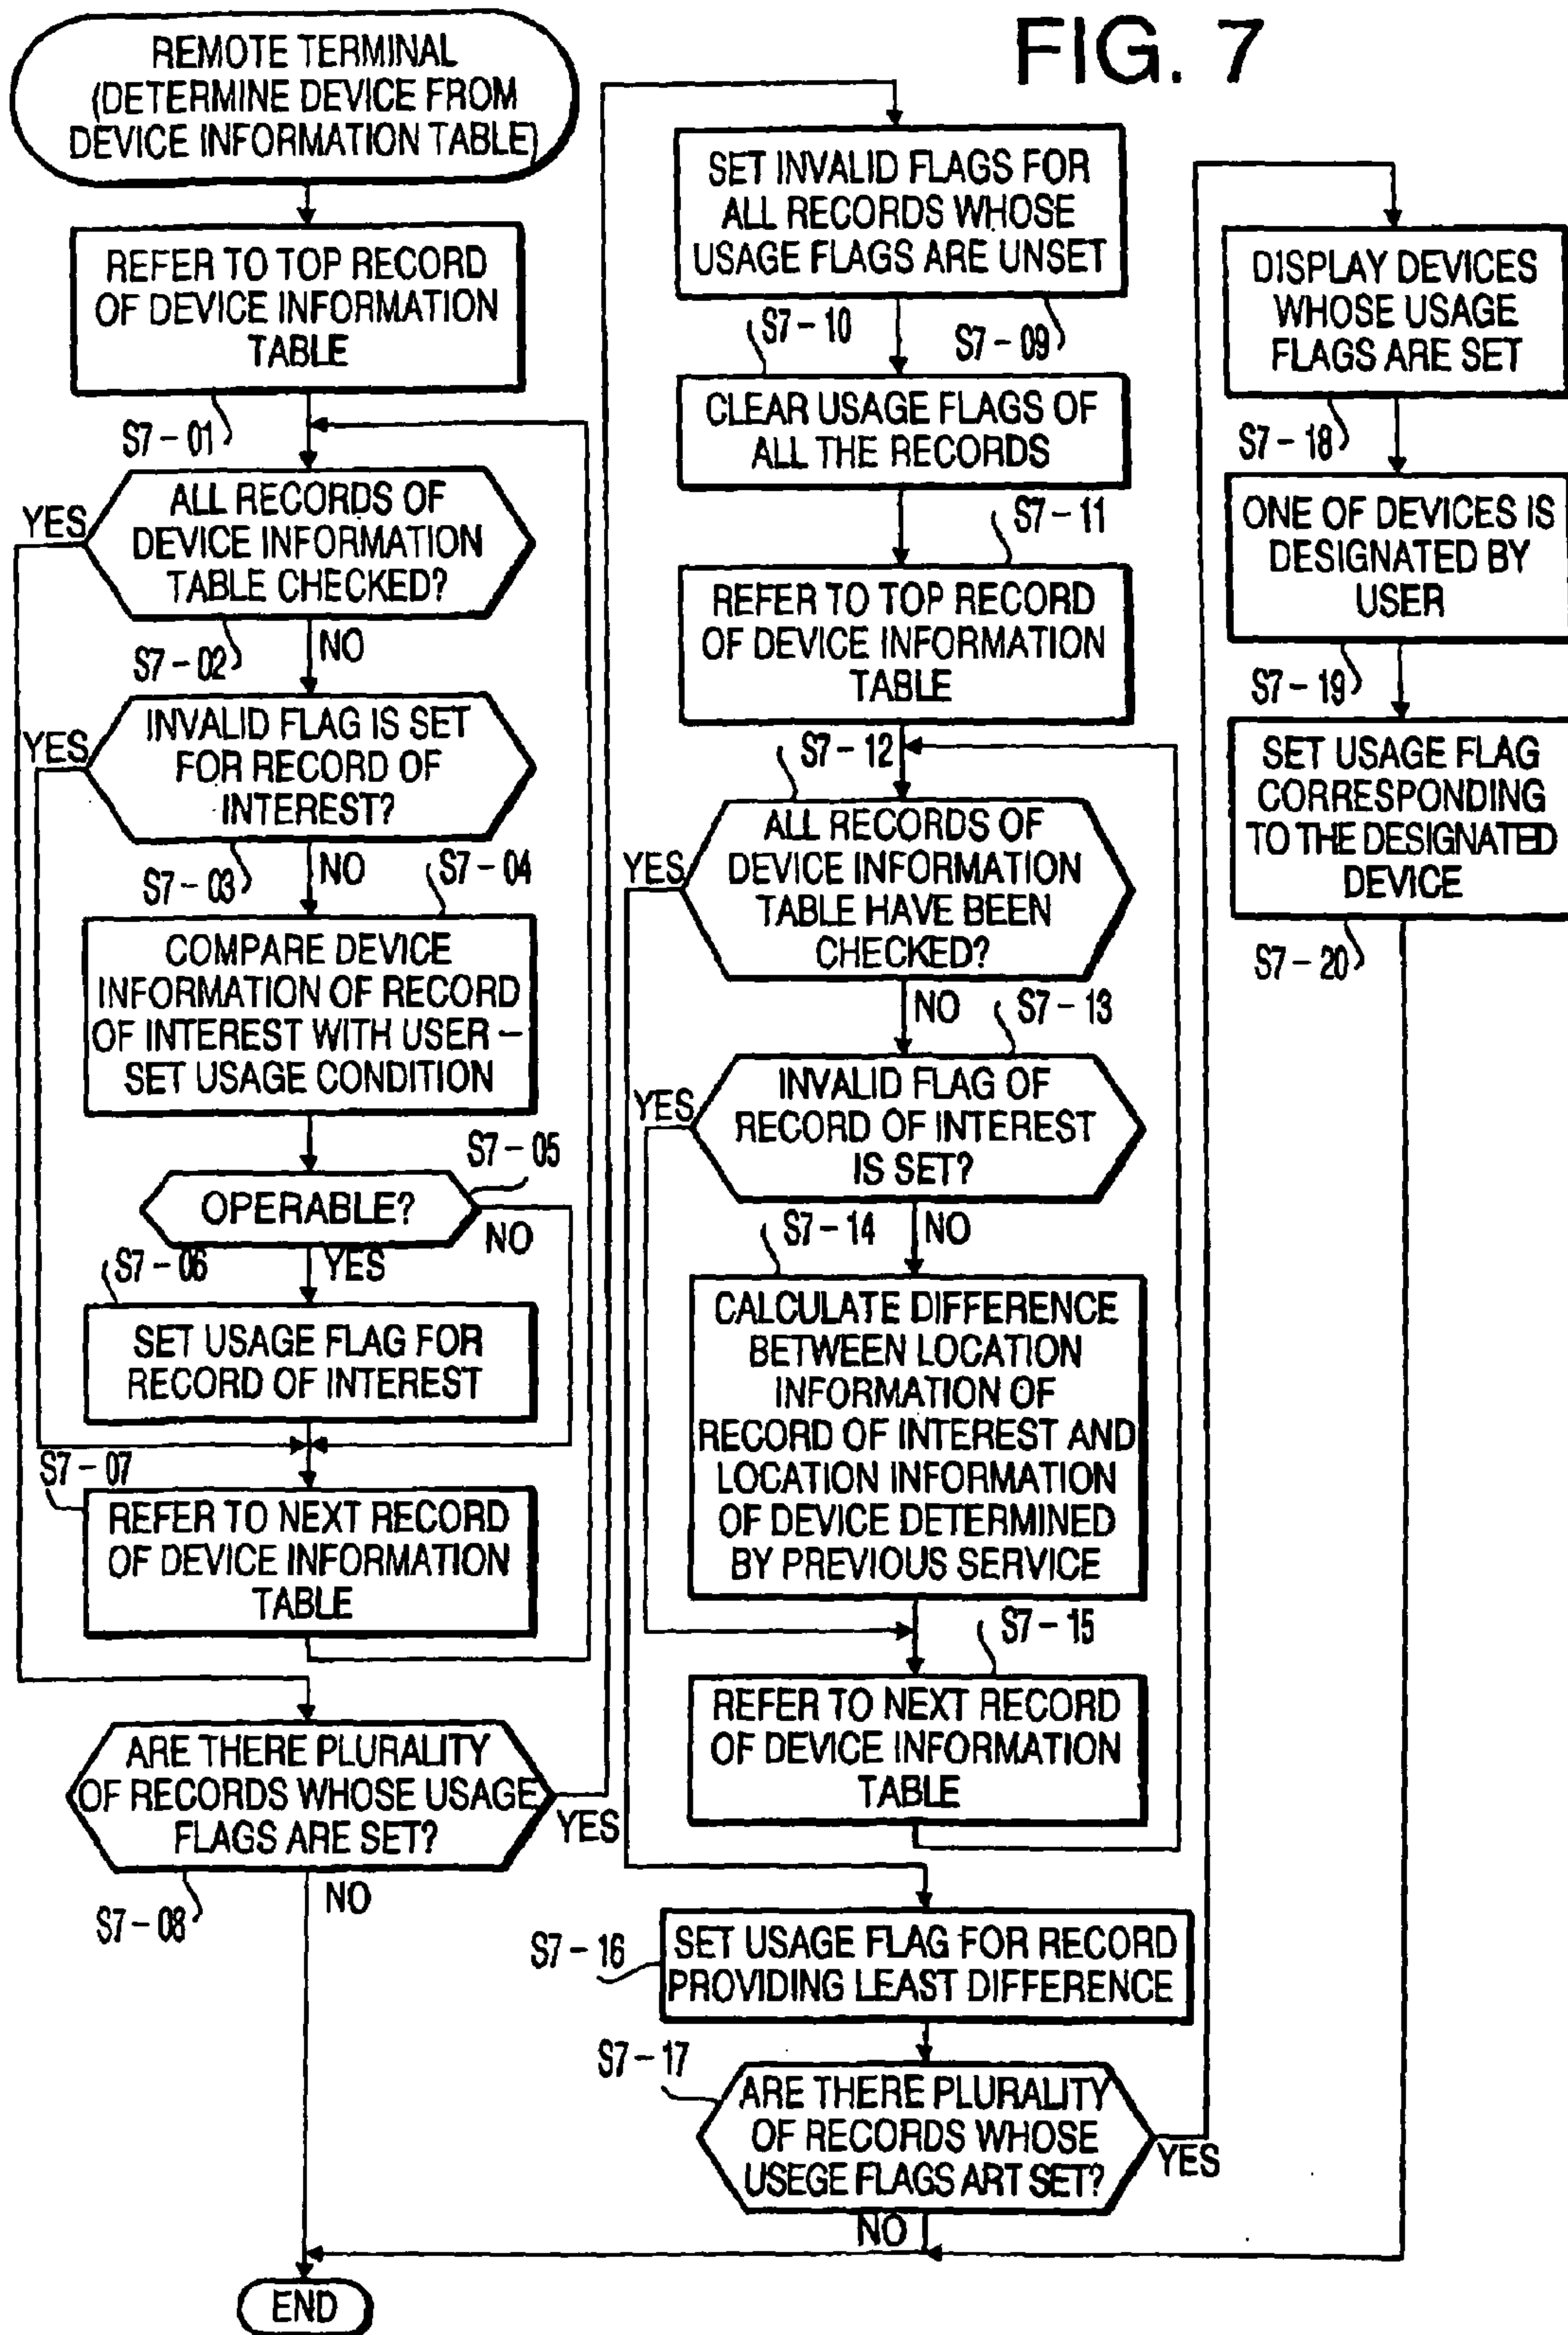 FIG. 7
REMOTE TERMINAL
(DETERMINE DEVICE FROM
DEVICE INFORMATION TABLE)
REFER TO TOP RECORD
OF DEVICE INFORMATION
TABLE
S7-01
ALL RECORDS OF
DEVICE INFORMATION
TABLE CHECKED?
YES
S7-02
NO
INVALID FLAG IS SET
FOR RECORD OF
INTEREST?
YES
S7-03
NO
S7-04
COMPARE DEVICE
INFORMATION OF RECORD
OF INTEREST WITH USER-
SET USAGE CONDITION
S7-05
OPERABLE?
NO
S7-06
YES
SET USAGE FLAG FOR
RECORD OF INTEREST
S7-07
REFER TO NEXT RECORD
OF DEVICE INFORMATION
TABLE
ARE THERE PLURALITY
OF RECORDS WHOSE USAGE
FLAGS ARE SET?
YES
S7-08
NO
SET INVALID FLAGS FOR
ALL RECORDS WHOSE
USAGE FLAGS ARE UNSET
S7-10
S7-09
CLEAR USAGE FLAGS OF
ALL THE RECORDS
S7-11
REFER TO TOP RECORD
OF DEVICE INFORMATION
TABLE
S7-12
ALL RECORDS OF
DEVICE INFORMATION
TABLE HAVE BEEN
CHECKED?
YES
NO
S7-13
INVALID FLAG OF
RECORD OF INTEREST
IS SET?
YES
S7-14
NO
CALCULATE DIFFERENCE
BETWEEN LOCATION
INFORMATION OF
RECORD OF INTEREST AND
LOCATION INFORMATION
OF DEVICE DETERMINED
BY PREVIOUS SERVICE
S7-15
REFER TO NEXT RECORD
OF DEVICE INFORMATION
TABLE
S7-16
SET USAGE FLAG FOR RECORD
PROVIDING LEAST DIFFERENCE
S7-17
ARE THERE PLURALITY
OF RECORDS WHOSE
USEGE FLAGS ART SET?
YES
NO
DISPLAY DEVICES
WHOSE USAGE
FLAGS ARE SET
S7-18
ONE OF DEVICES IS
DESIGNATED BY
USER
S7-19
SET USAGE FLAG
CORRESPONDING
TO THE DESIGNATED
DEVICE
S7-20
END